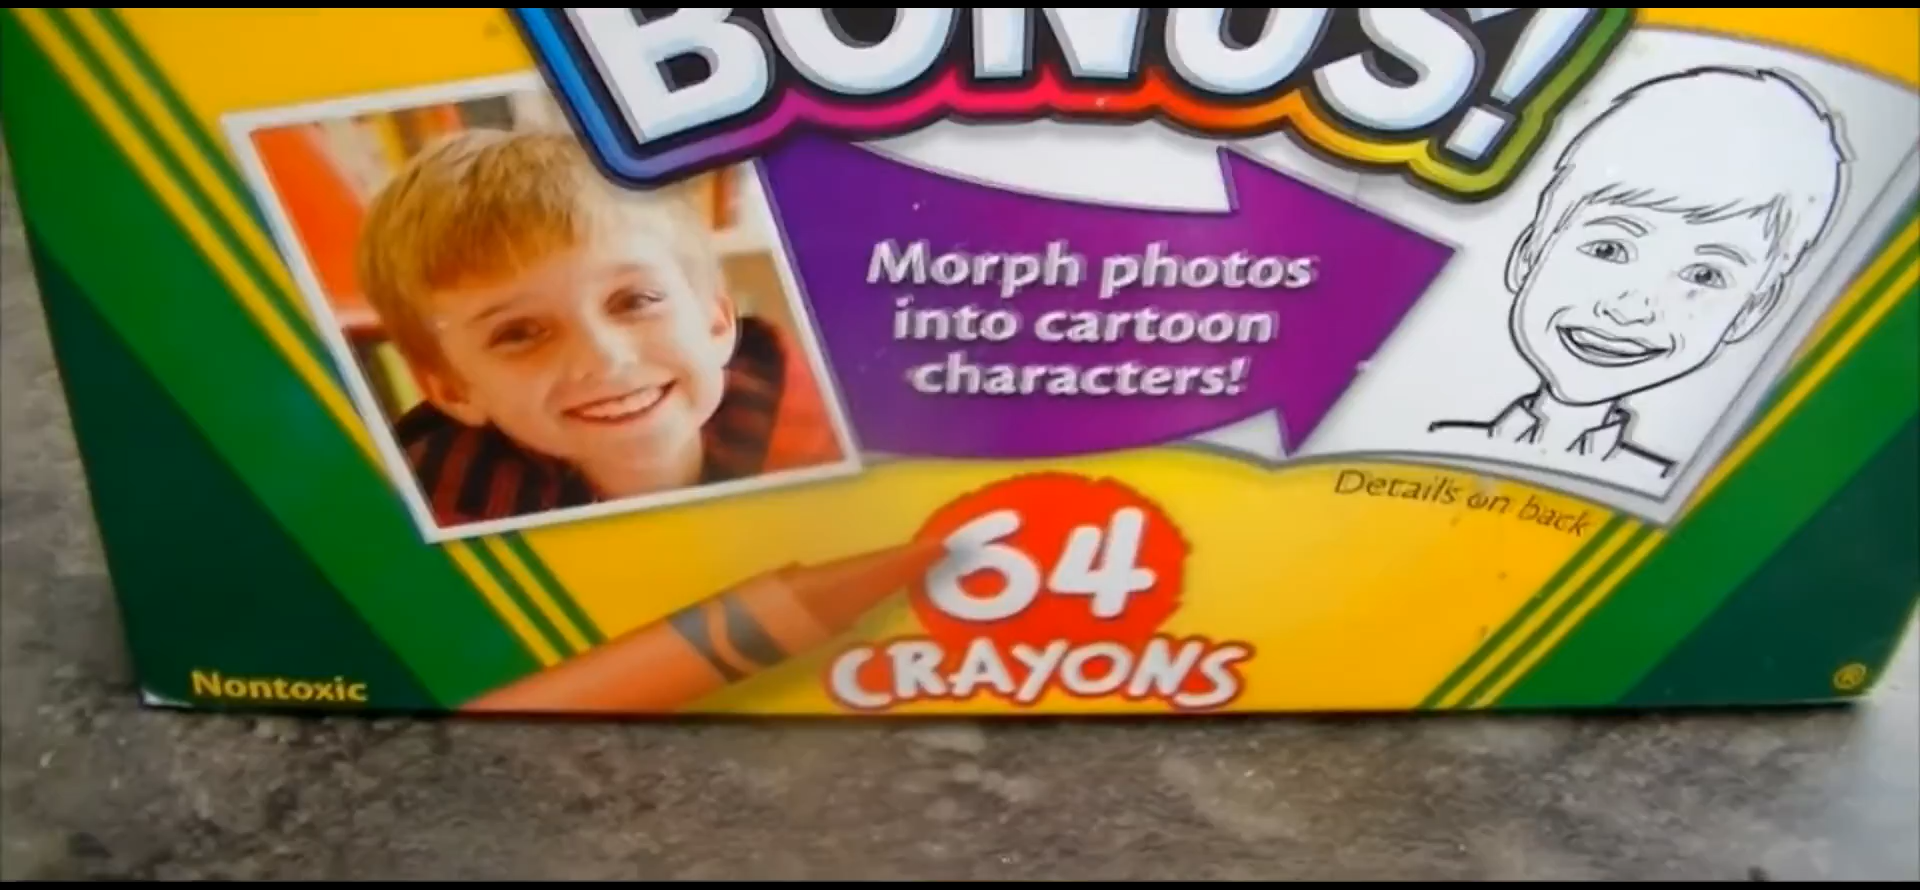 BONUS!
Morph photos
into cartoon
characters!
Details on back
64
CRAYONS
Nontoxic
®